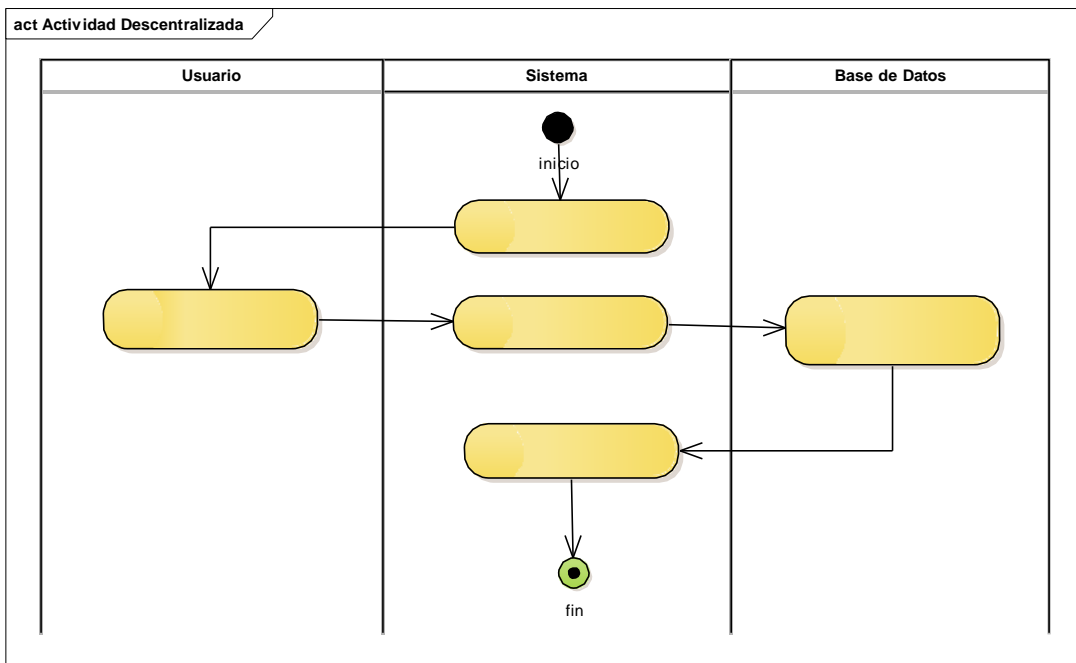 act Actividad Descentralizada
Usuario
Sistema
Base de Datos
inicio
fin